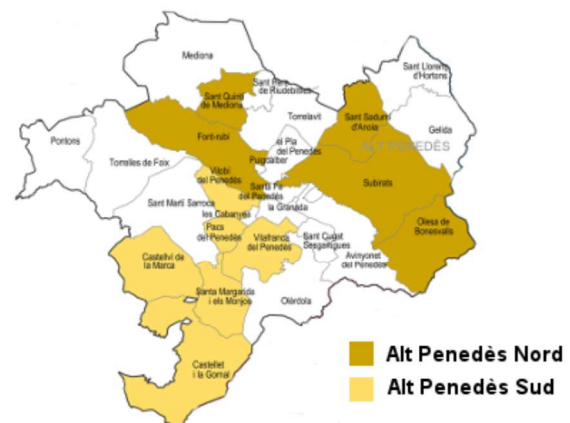 Mediona
Sant Pere
de Riudebitlles
Sant Llorenç
d'Hortons
Sant Quintí
de Mediona
Torrelavit
Sant Sadurní
d'Anoia
Gelida
Font-rubí
el Pla
del Penedès
ALT PENEDÈS
Pontons
Torrelles de Foix
Puigdàlber
Vilobí
del Penedès
Santa Fe
del Penedès
Subirats
la Granada
Sant Martí Sarroca
les Cabanyes
Olesa de
Bonesvalls
Pacs
del Penedès
Vilafranca
del Penedès
Sant Cugat
Sesgarrigues
Avinyonet
del Penedès
Castellví de
la Marca
Santa Margarida
i els Monjos
Olèrdola
Castellet
i la Gornal
Alt Penedès Nord
Alt Penedès Sud